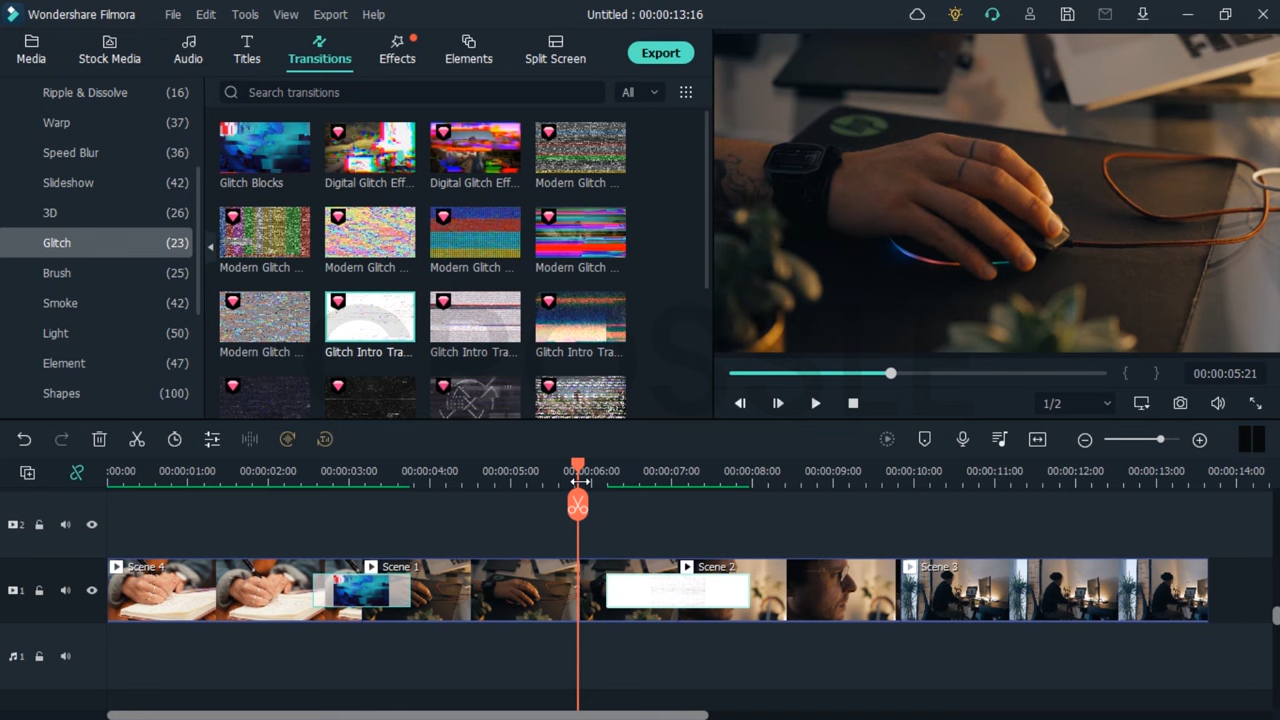 Wondershare Filmora File Edit Tools View Export Help Untitled : 00:00:13:16
Media Stock Media Audio Titles Transitions Effects Elements Split Screen Export
Ripple & Dissolve (16)
Warp (37)
Speed Blur (36)
Slideshow (42)
3D (26)
Glitch (23)
Brush (25)
Smoke (42)
Light (50)
Element (47)
Shapes (100)
Search transitions All
Glitch Blocks Digital Glitch Eff... Digital Glitch Eff... Modern Glitch ...
Modern Glitch ... Modern Glitch ... Modern Glitch ... Modern Glitch ...
Modern Glitch ... Glitch Intro Tra... Glitch Intro Tra... Glitch Intro Tra...
{ } 00:00:05:21
1/2
:00:00 00:00:01:00 00:00:02:00 00:00:03:00 00:00:04:00 00:00:05:00 00:00:06:00 00:00:07:00 00:00:08:00 00:00:09:00 00:00:10:00 00:00:11:00 00:00:12:00 00:00:13:00 00:00:14:00
2
1 Scene 4 Scene 1 Scene 2 Scene 3
1